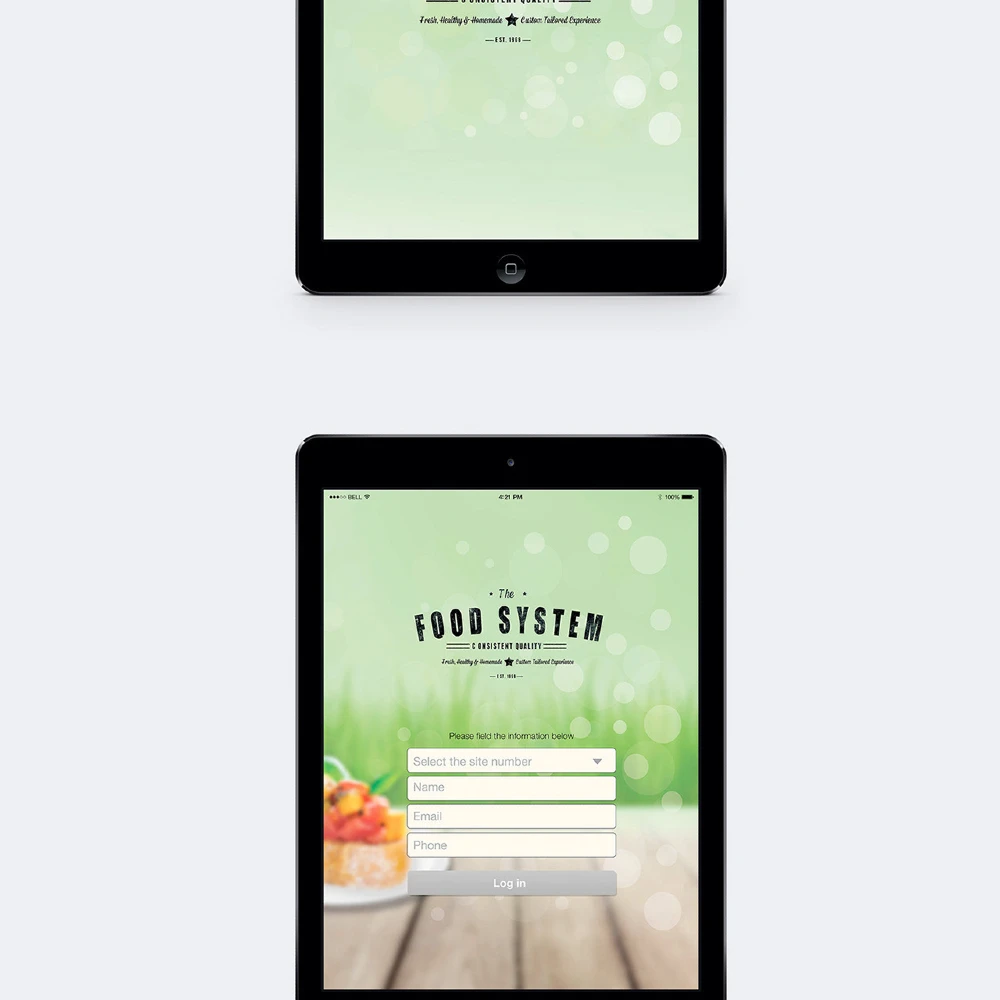 CONSISTENT QUALITY
Fresh, Healthy & Homemade ★ Custom Tailored Experience
EST. 1969
BELL 4:21 PM 100%
The
FOOD SYSTEM
CONSISTENT QUALITY
Fresh, Healthy & Homemade ★ Custom Tailored Experience
EST. 1969
Please field the information below
Select the site number
Name
Email
Phone
Log in